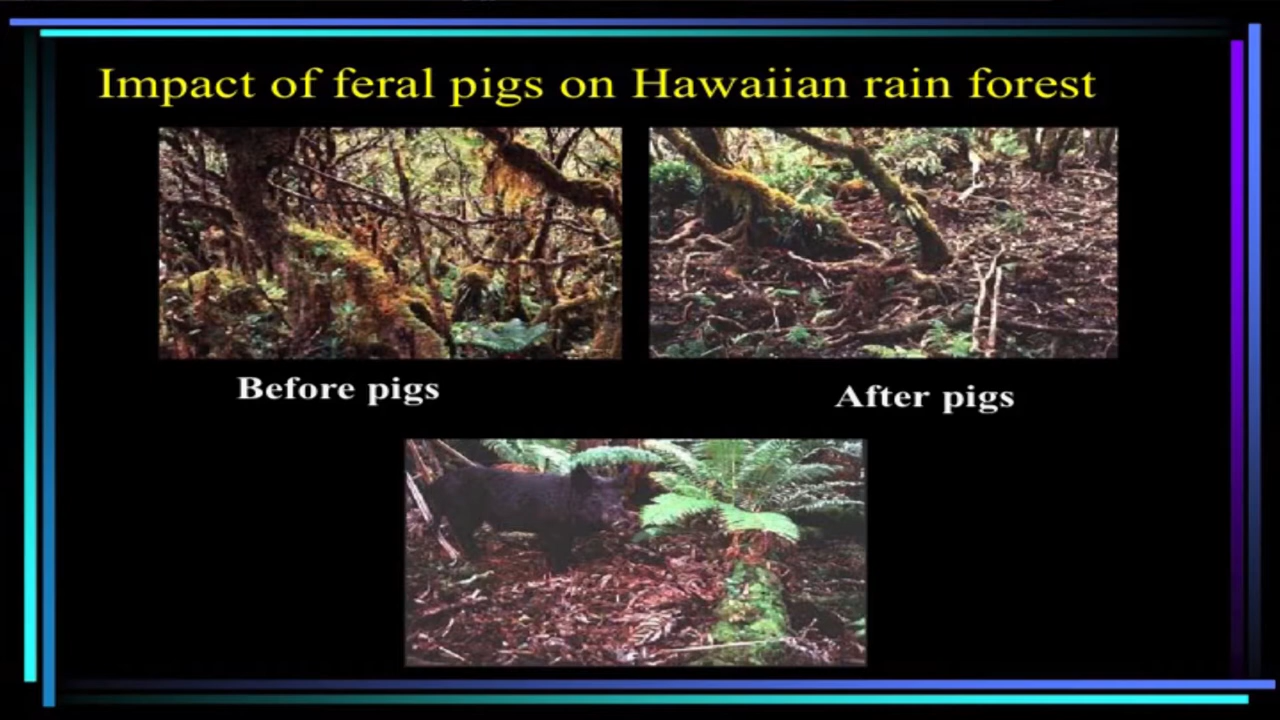 Impact of feral pigs on Hawaiian rain forest
Before pigs
After pigs